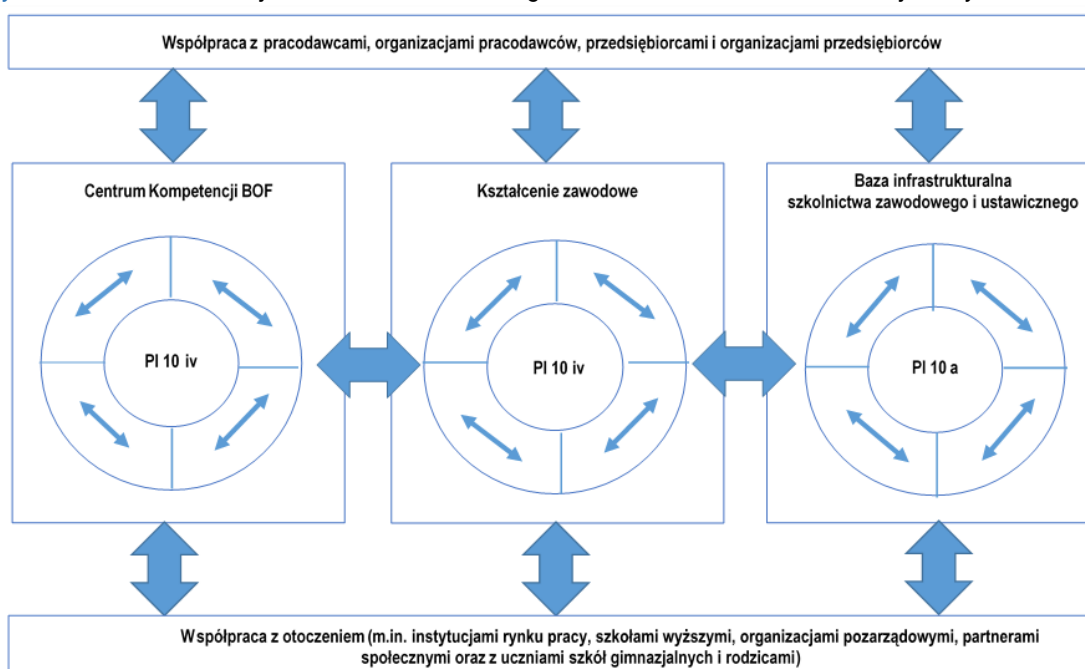 Współpraca z pracodawcami, organizacjami pracodawców, przedsiębiorcami i organizacjami przedsiębiorców
Centrum Kompetencji BOF
Kształcenie zawodowe
Baza infrastrukturalna
szkolnictwa zawodowego i ustawicznego
PI 10 iv
PI 10 iv
PI 10 a
Współpraca z otoczeniem (m.in. instytucjami rynku pracy, szkołami wyższymi, organizacjami pozarządowymi, partnerami
społecznymi oraz z uczniami szkół gimnazjalnych i rodzicami)